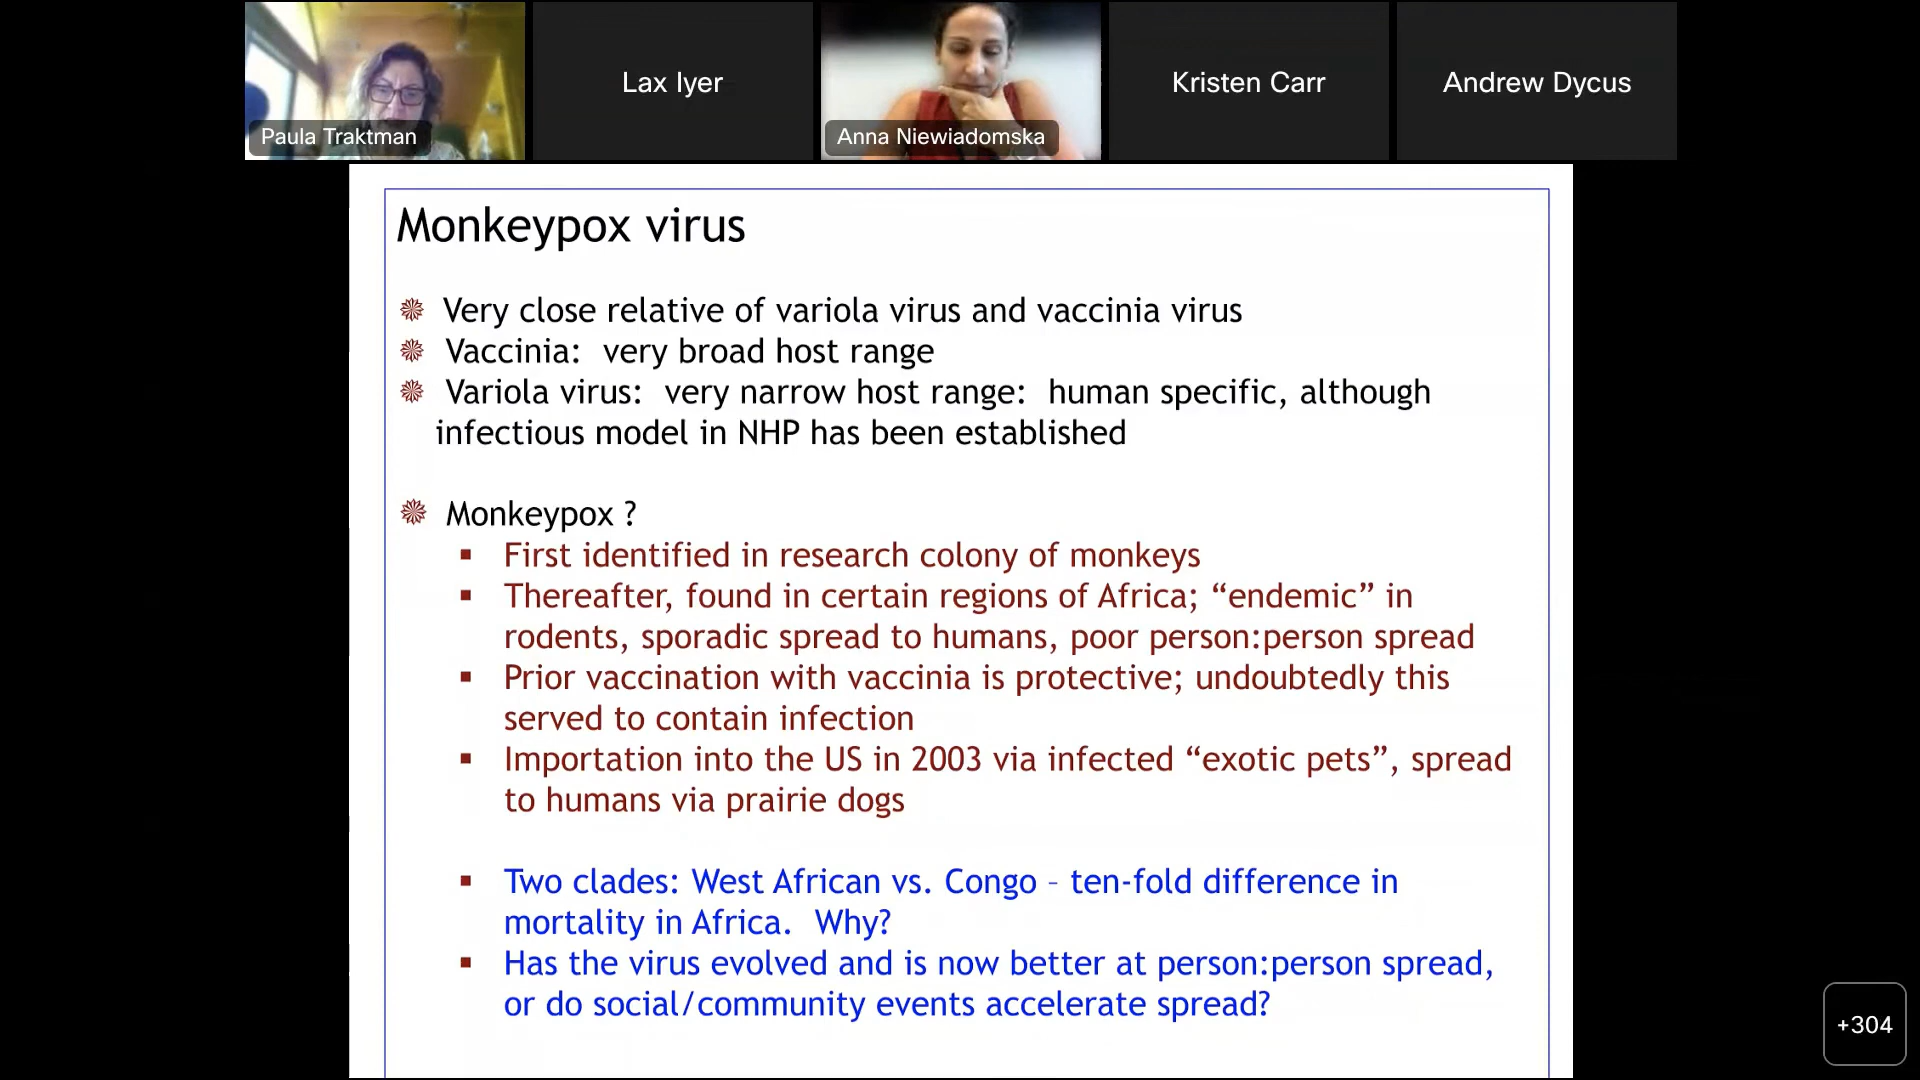 Paula Traktman
Lax Iyer
Anna Niewiadomska
Kristen Carr
Andrew Dycus
Monkeypox virus
Very close relative of variola virus and vaccinia virus
Vaccinia: very broad host range
Variola virus: very narrow host range: human specific, although
infectious model in NHP has been established
Monkeypox ?
First identified in research colony of monkeys
Thereafter, found in certain regions of Africa; “endemic” in
rodents, sporadic spread to humans, poor person:person spread
Prior vaccination with vaccinia is protective; undoubtedly this
served to contain infection
Importation into the US in 2003 via infected “exotic pets”, spread
to humans via prairie dogs
Two clades: West African vs. Congo – ten-fold difference in
mortality in Africa. Why?
Has the virus evolved and is now better at person:person spread,
or do social/community events accelerate spread?
+304